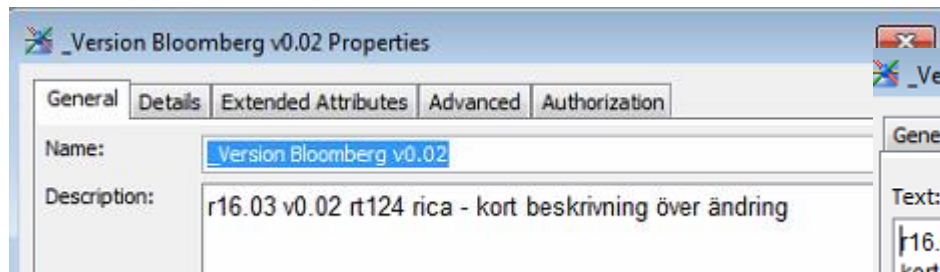 _Version Bloomberg v0.02 Properties
General Details Extended Attributes Advanced Authorization
Name: _Version Bloomberg v0.02
Description: r16.03 v0.02 rt124 rica - kort beskrivning över ändring
_Ve
Gene
Text:
r16.
kort